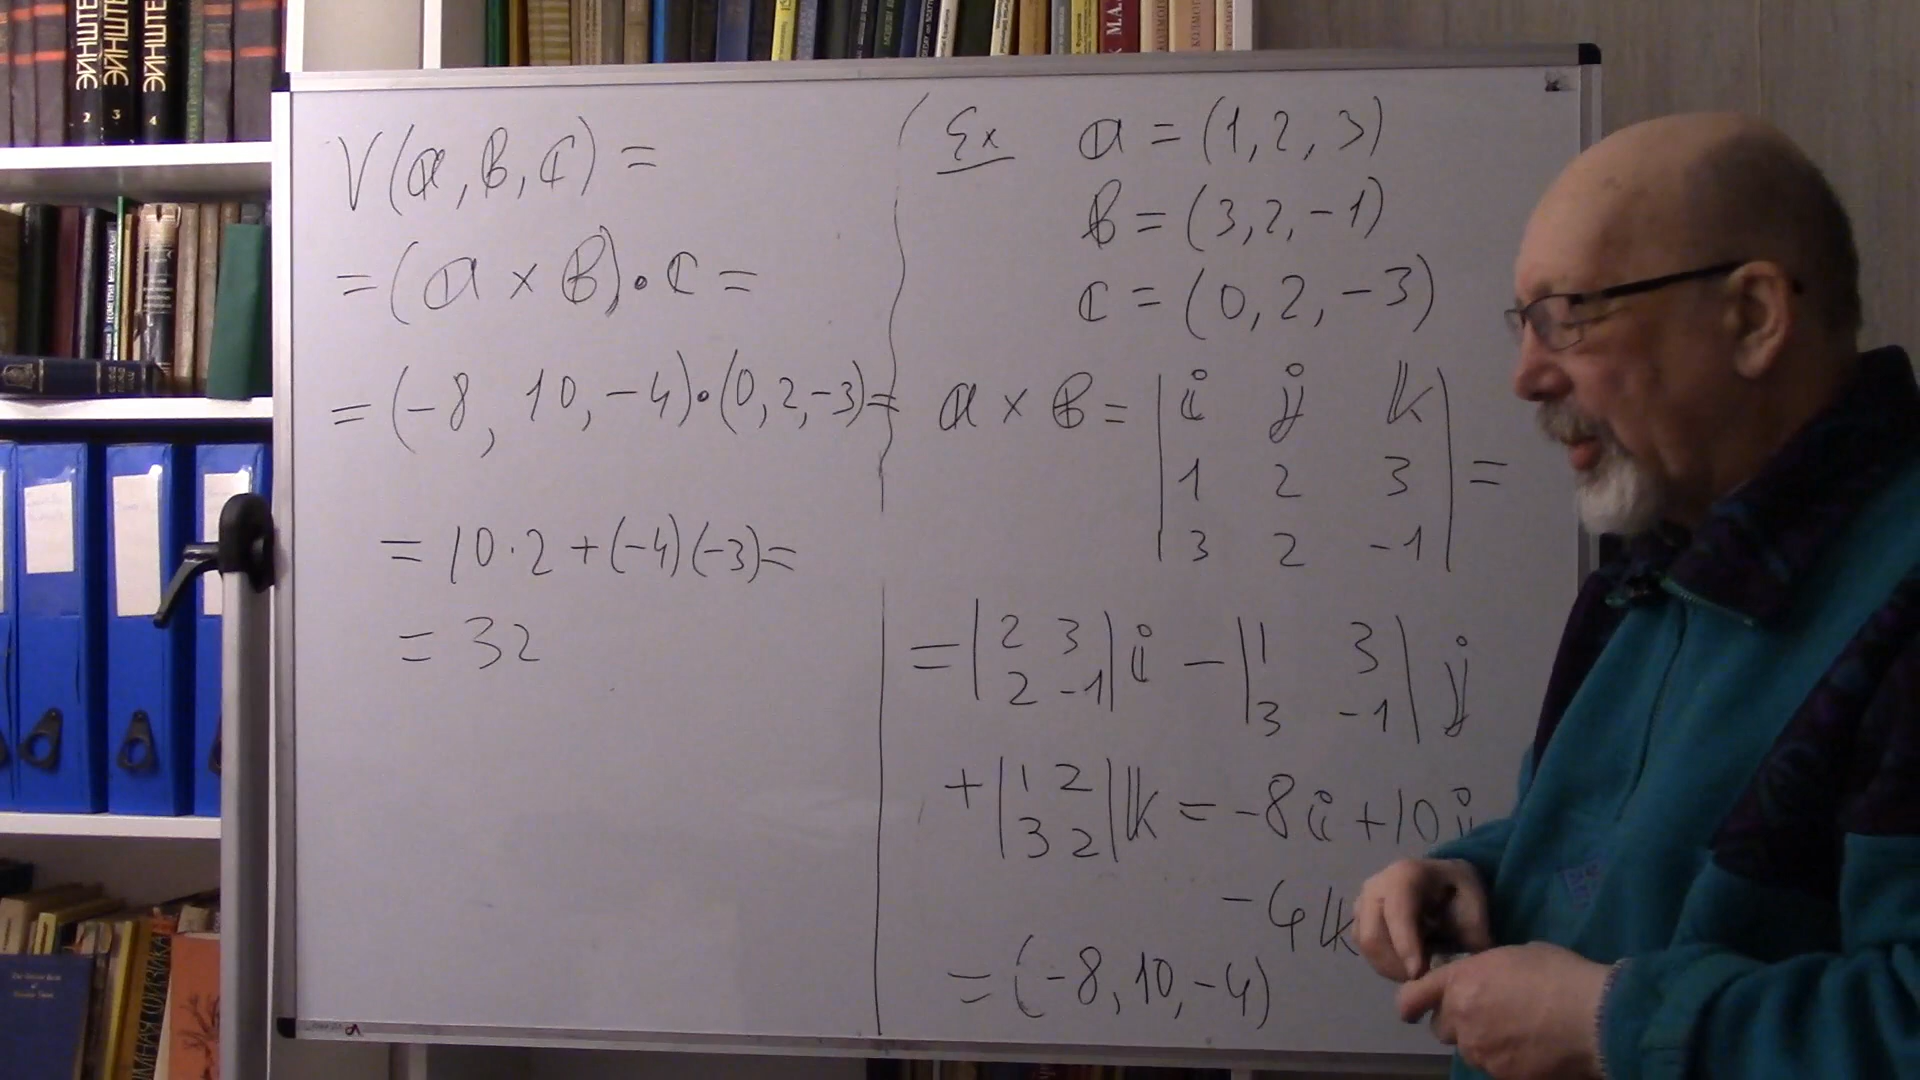 ЭЙНШТЕ
2
ЭЙНШТЕ
3
ЭЙНШТЕ
4
V(a, b, c) =
= (a × b) · c =
= (-8, 10, -4) · (0, 2, -3) =
= 10 · 2 + (-4)(-3) =
= 32
Ex a = (1, 2, 3)
b = (3, 2, -1)
c = (0, 2, -3)
a × b = | i j k |
| 1 2 3 | =
| 3 2 -1 |
= | 2 3 | i - | 1 3 | j
| 2 -1 | | 3 -1 |
+ | 1 2 | k = -8i + 10j
| 3 2 |
-4k
= (-8, 10, -4)